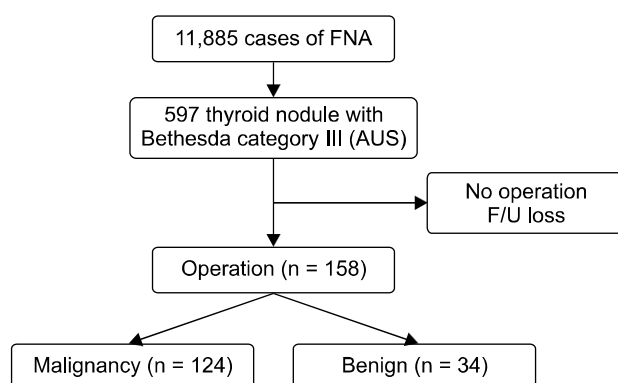 11,885 cases of FNA
597 thyroid nodule with
Bethesda category III (AUS)
No operation
F/U loss
Operation (n = 158)
Malignancy (n = 124)
Benign (n = 34)